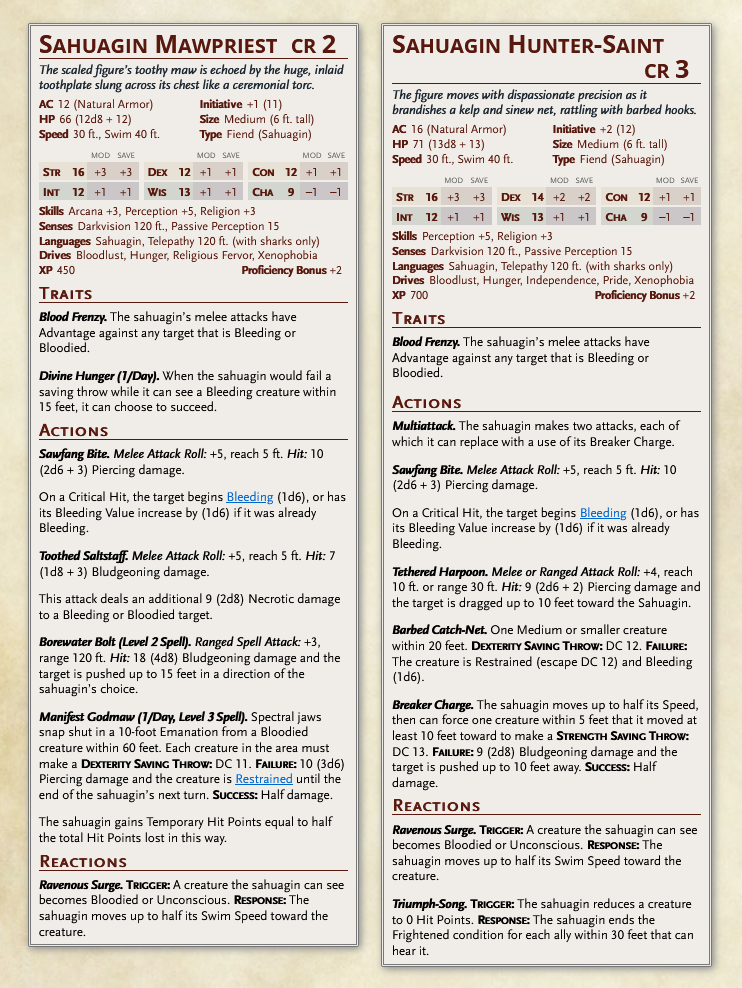 Sahuagin Mawpriest CR 2
The scaled figure's toothy maw is echoed by the huge, inlaid
toothplate slung across its chest like a ceremonial torc.
AC 12 (Natural Armor) Initiative +1 (11)
HP 66 (12d8 + 12) Size Medium (6 ft. tall)
Speed 30 ft., Swim 40 ft. Type Fiend (Sahuagin)
MOD SAVE MOD SAVE MOD SAVE
Str 16 +3 +3 Dex 12 +1 +1 Con 12 +1 +1
Int 12 +1 +1 Wis 13 +1 +1 Cha 9 −1 −1
Skills Arcana +3, Perception +5, Religion +3
Senses Darkvision 120 ft., Passive Perception 15
Languages Sahuagin, Telepathy 120 ft. (with sharks only)
Drives Bloodlust, Hunger, Religious Fervor, Xenophobia
XP 450 Proficiency Bonus +2
Traits
Blood Frenzy. The sahuagin's melee attacks have
Advantage against any target that is Bleeding or
Bloodied.
Divine Hunger (1/Day). When the sahuagin would fail a
saving throw while it can see a Bleeding creature within
15 feet, it can choose to succeed.
Actions
Sawfang Bite. Melee Attack Roll: +5, reach 5 ft. Hit: 10
(2d6 + 3) Piercing damage.
On a Critical Hit, the target begins Bleeding (1d6), or has
its Bleeding Value increase by (1d6) if it was already
Bleeding.
Toothed Saltstaff. Melee Attack Roll: +5, reach 5 ft. Hit: 7
(1d8 + 3) Bludgeoning damage.
This attack deals an additional 9 (2d8) Necrotic damage
to a Bleeding or Bloodied target.
Borewater Bolt (Level 2 Spell). Ranged Spell Attack: +3,
range 120 ft. Hit: 18 (4d8) Bludgeoning damage and the
target is pushed up to 15 feet in a direction of the
sahuagin's choice.
Manifest Godmaw (1/Day, Level 3 Spell). Spectral jaws
snap shut in a 10-foot Emanation from a Bloodied
creature within 60 feet. Each creature in the area must
make a Dexterity Saving Throw: DC 11. Failure: 10 (3d6)
Piercing damage and the creature is Restrained until the
end of the sahuagin's next turn. Success: Half damage.
The sahuagin gains Temporary Hit Points equal to half
the total Hit Points lost in this way.
Reactions
Ravenous Surge. Trigger: A creature the sahuagin can see
becomes Bloodied or Unconscious. Response: The
sahuagin moves up to half its Swim Speed toward the
creature.
Sahuagin Hunter-Saint
CR 3
The figure moves with dispassionate precision as it
brandishes a kelp and sinew net, rattling with barbed hooks.
AC 16 (Natural Armor) Initiative +2 (12)
HP 71 (13d8 + 13) Size Medium (6 ft. tall)
Speed 30 ft., Swim 40 ft. Type Fiend (Sahuagin)
MOD SAVE MOD SAVE MOD SAVE
Str 16 +3 +3 Dex 14 +2 +2 Con 12 +1 +1
Int 12 +1 +1 Wis 13 +1 +1 Cha 9 −1 −1
Skills Perception +5, Religion +3
Senses Darkvision 120 ft., Passive Perception 15
Languages Sahuagin, Telepathy 120 ft. (with sharks only)
Drives Bloodlust, Hunger, Independence, Pride, Xenophobia
XP 700 Proficiency Bonus +2
Traits
Blood Frenzy. The sahuagin's melee attacks have
Advantage against any target that is Bleeding or
Bloodied.
Actions
Multiattack. The sahuagin makes two attacks, each of
which it can replace with a use of its Breaker Charge.
Sawfang Bite. Melee Attack Roll: +5, reach 5 ft. Hit: 10
(2d6 + 3) Piercing damage.
On a Critical Hit, the target begins Bleeding (1d6), or has
its Bleeding Value increase by (1d6) if it was already
Bleeding.
Tethered Harpoon. Melee or Ranged Attack Roll: +4, reach
10 ft. or range 30 ft. Hit: 9 (2d6 + 2) Piercing damage and
the target is dragged up to 10 feet toward the Sahuagin.
Barbed Catch-Net. One Medium or smaller creature
within 20 feet. Dexterity Saving Throw: DC 12. Failure:
The creature is Restrained (escape DC 12) and Bleeding
(1d6).
Breaker Charge. The sahuagin moves up to half its Speed,
then can force one creature within 5 feet that it moved at
least 10 feet toward to make a Strength Saving Throw:
DC 13. Failure: 9 (2d8) Bludgeoning damage and the
target is pushed up to 10 feet away. Success: Half
damage.
Reactions
Ravenous Surge. Trigger: A creature the sahuagin can see
becomes Bloodied or Unconscious. Response: The
sahuagin moves up to half its Swim Speed toward the
creature.
Triumph-Song. Trigger: The sahuagin reduces a creature
to 0 Hit Points. Response: The sahuagin ends the
Frightened condition for each ally within 30 feet that can
hear it.